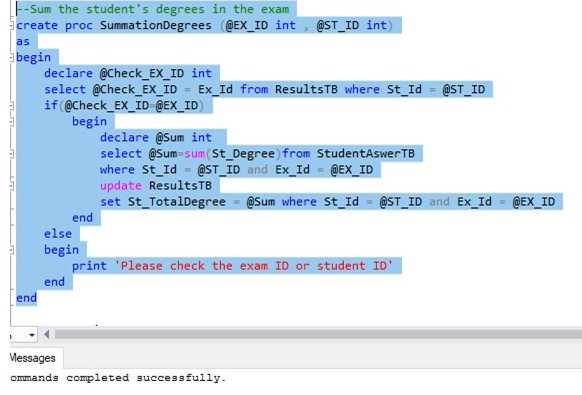 --Sum the student's degrees in the exam
create proc SummationDegrees (@EX_ID int , @ST_ID int)
as
begin
declare @Check_EX_ID int
select @Check_EX_ID = Ex_Id from ResultsTB where St_Id = @ST_ID
if(@Check_EX_ID=@EX_ID)
begin
declare @Sum int
select @Sum=sum(St_Degree)from StudentAswerTB
where St_Id = @ST_ID and Ex_Id = @EX_ID
update ResultsTB
set St_TotalDegree = @Sum where St_Id = @ST_ID and Ex_Id = @EX_ID
end
else
begin
print 'Please check the exam ID or student ID'
end
end
Messages
ommands completed successfully.